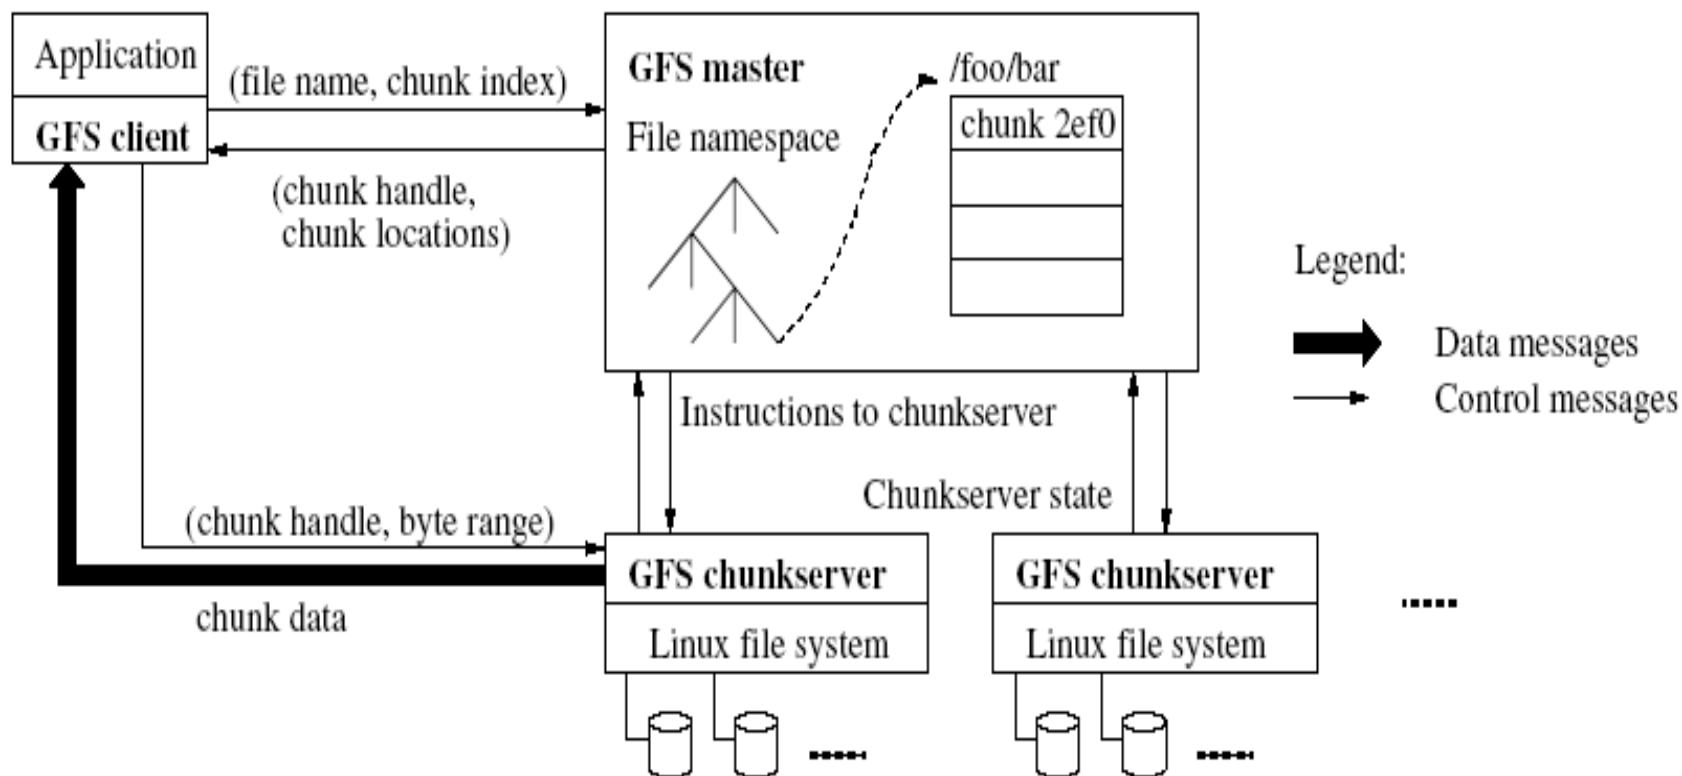 Application
GFS client
(file name, chunk index)
(chunk handle,
chunk locations)
GFS master
File namespace
/foo/bar
chunk 2ef0
Legend:
Data messages
Control messages
Instructions to chunkserver
Chunkserver state
(chunk handle, byte range)
chunk data
GFS chunkserver
Linux file system
GFS chunkserver
Linux file system